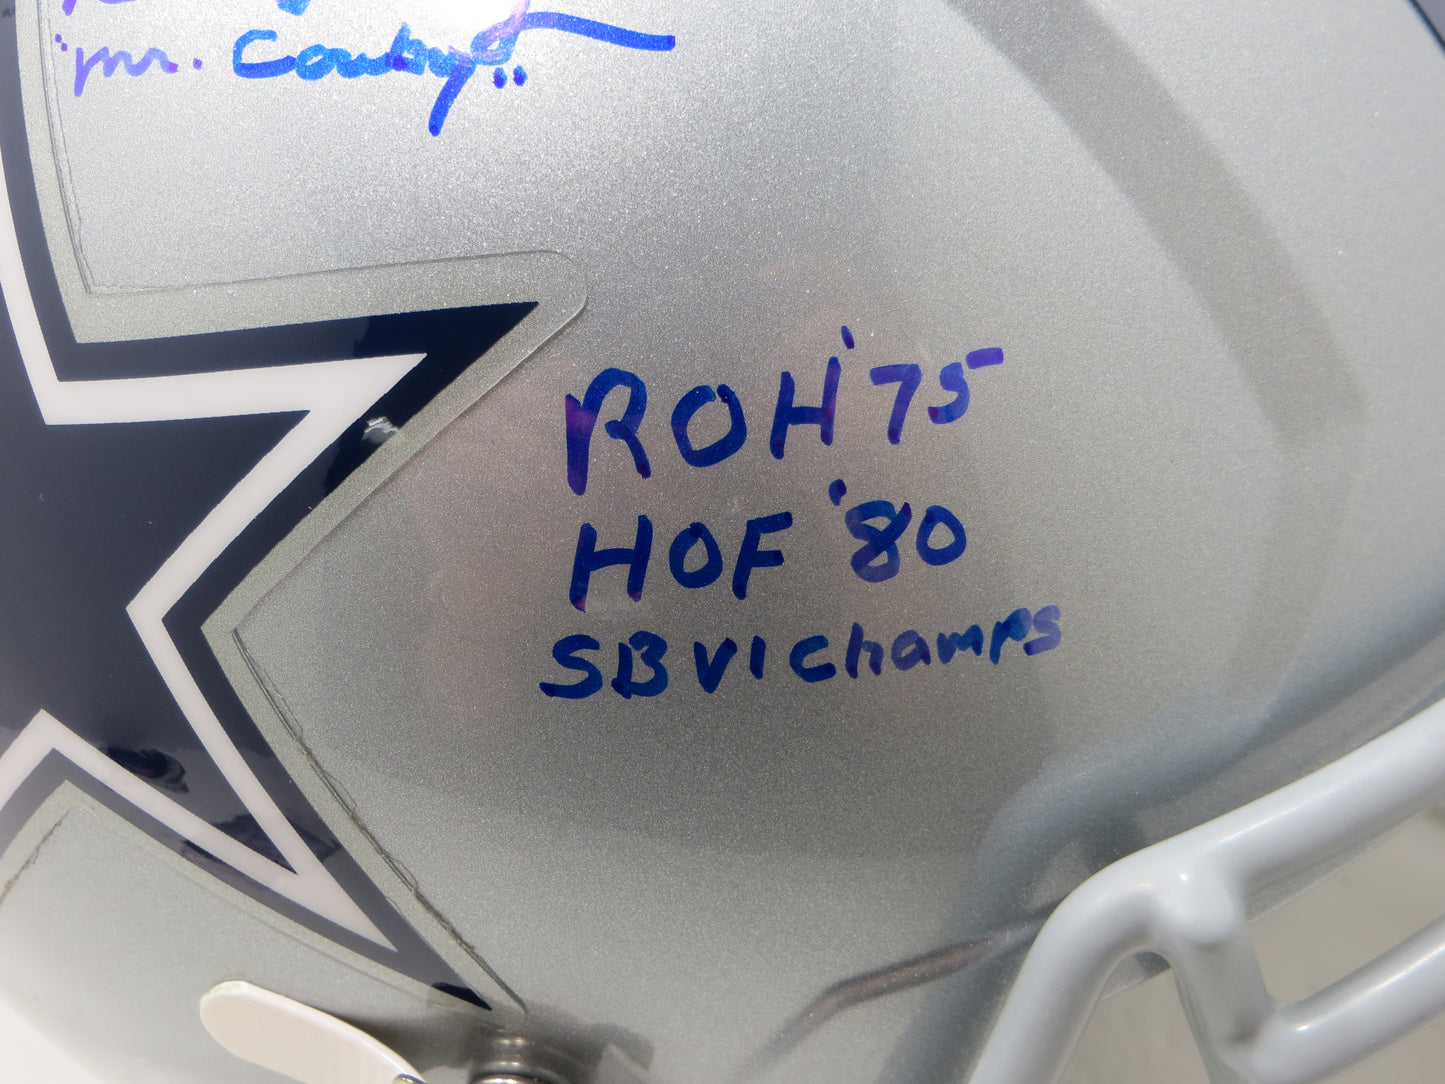 "Mr. Cowboy"
ROH '75
HOF '80
SB VI Champs